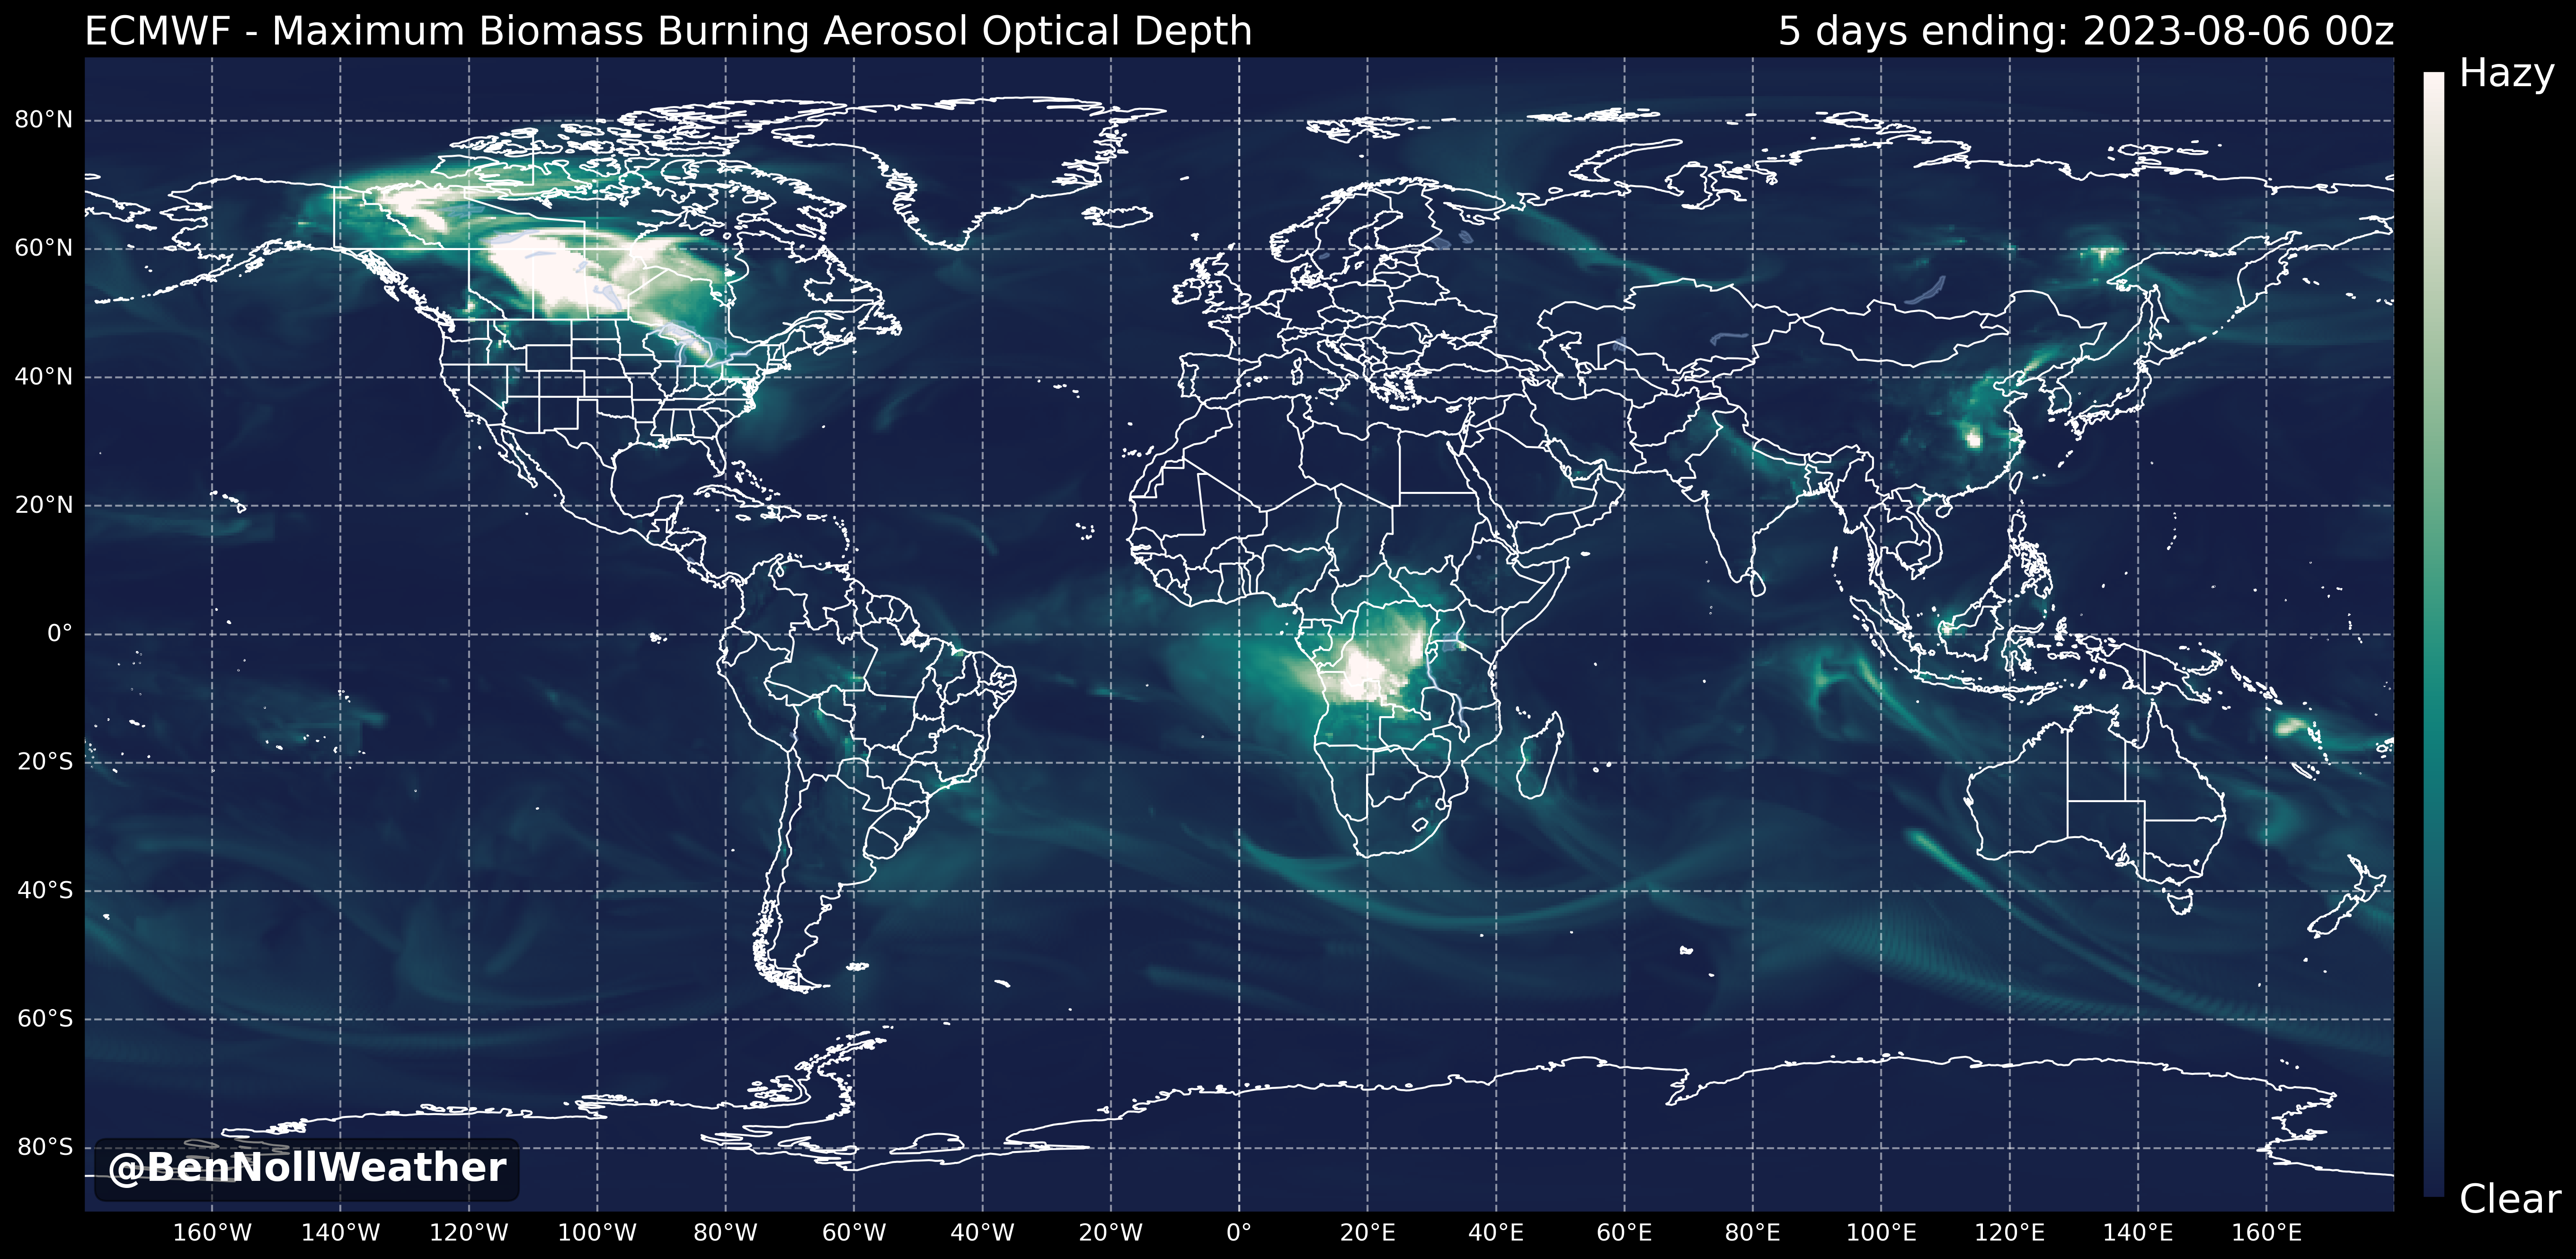 ECMWF - Maximum Biomass Burning Aerosol Optical Depth
5 days ending: 2023-08-06 00z
Hazy
80°N
60°N
40°N
20°N
0°
20°S
40°S
60°S
80°S
@BenNollWeather
Clear
160°W 140°W 120°W 100°W 80°W 60°W 40°W 20°W 0° 20°E 40°E 60°E 80°E 100°E 120°E 140°E 160°E